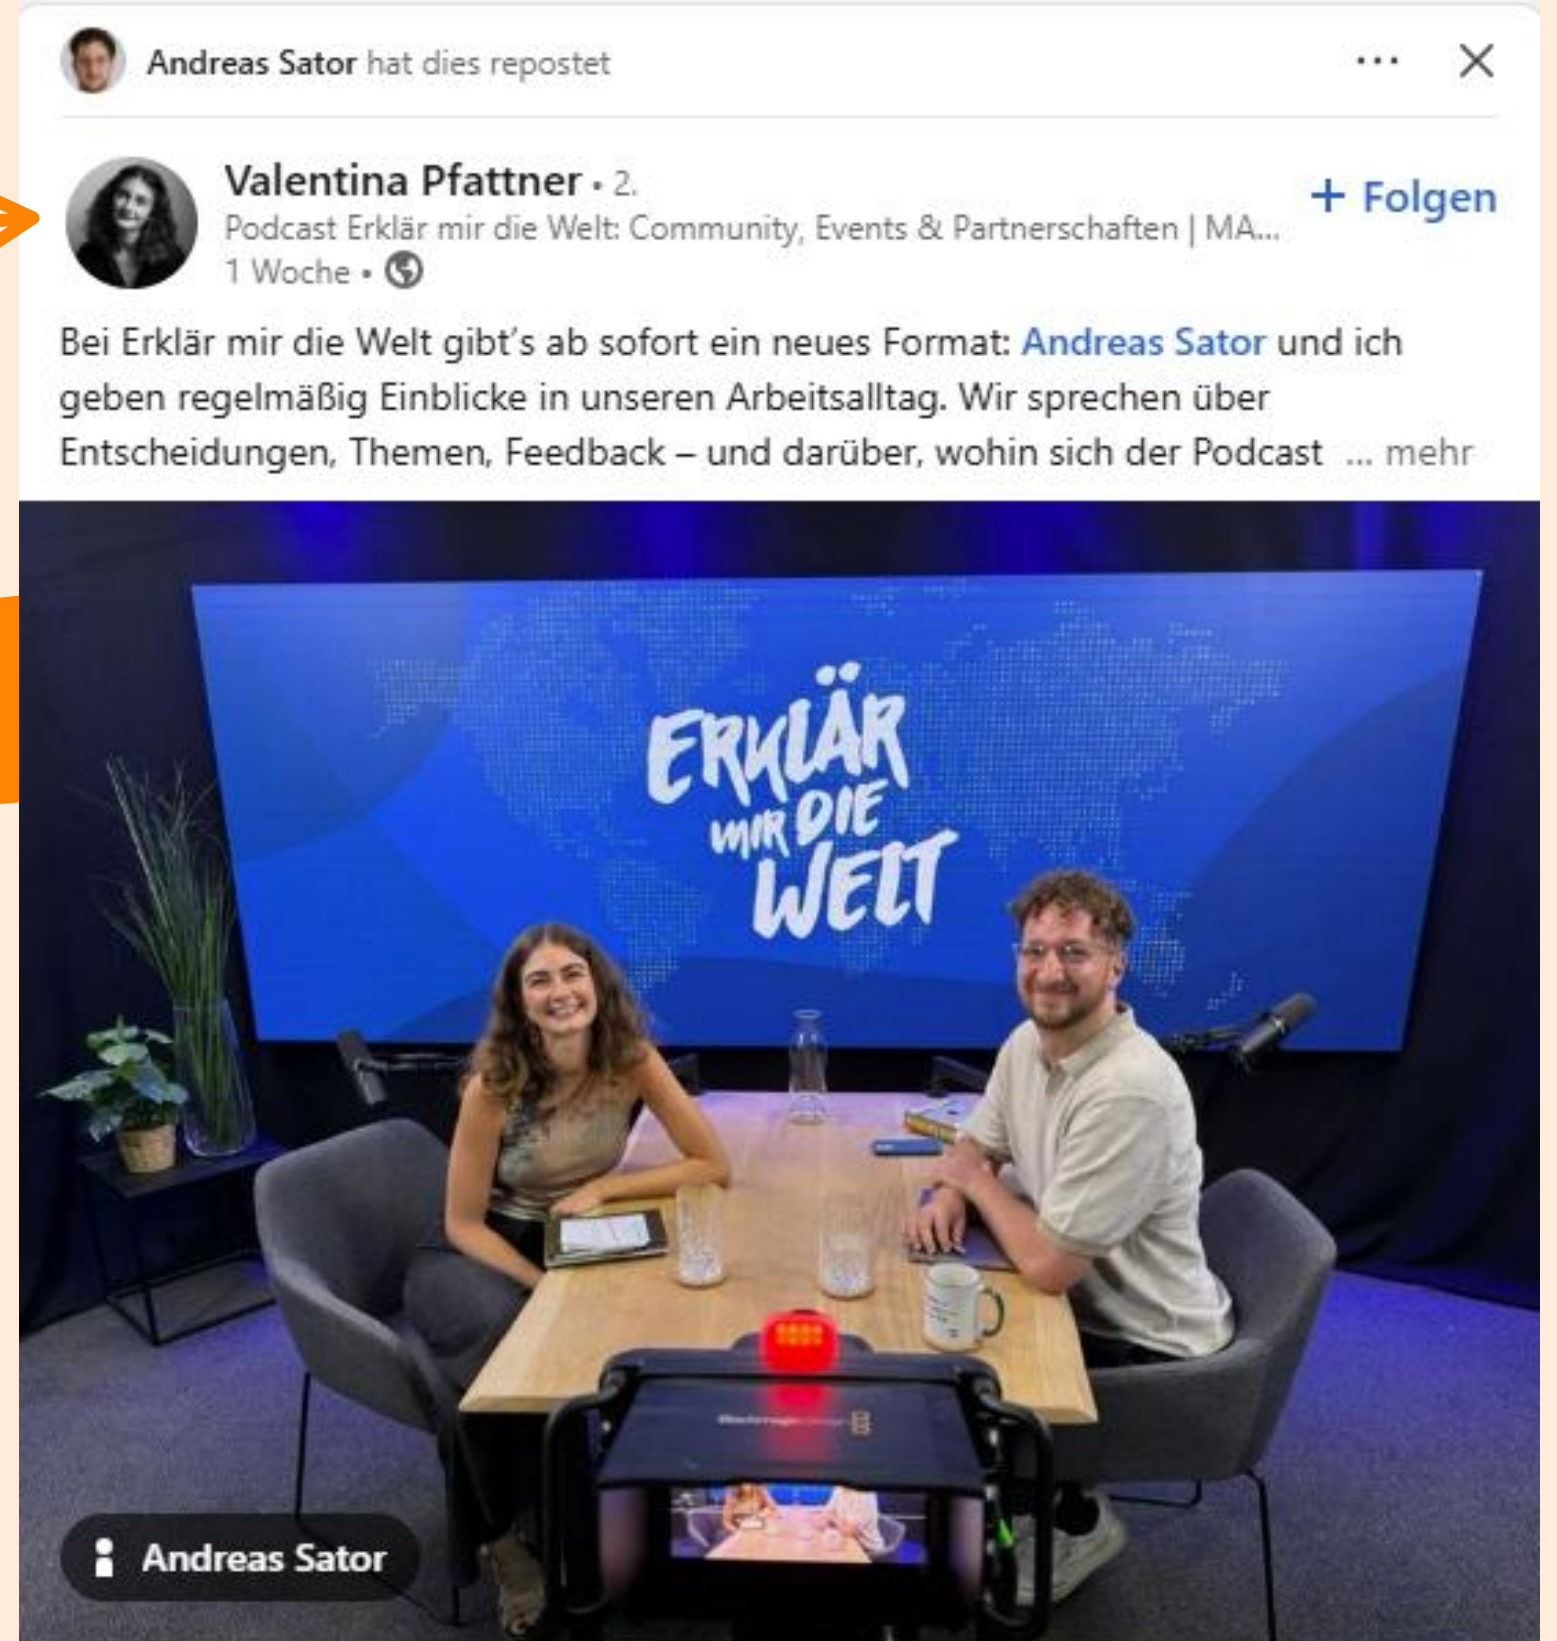 Andreas Sator hat dies repostet
Valentina Pfattner • 2.
+ Folgen
Podcast Erklär mir die Welt: Community, Events & Partnerschaften | MA...
1 Woche •
Bei Erklär mir die Welt gibt's ab sofort ein neues Format: Andreas Sator und ich
geben regelmäßig Einblicke in unseren Arbeitsalltag. Wir sprechen über
Entscheidungen, Themen, Feedback – und darüber, wohin sich der Podcast ... mehr
ERKLÄR
MIR DIE
WELT
Andreas Sator